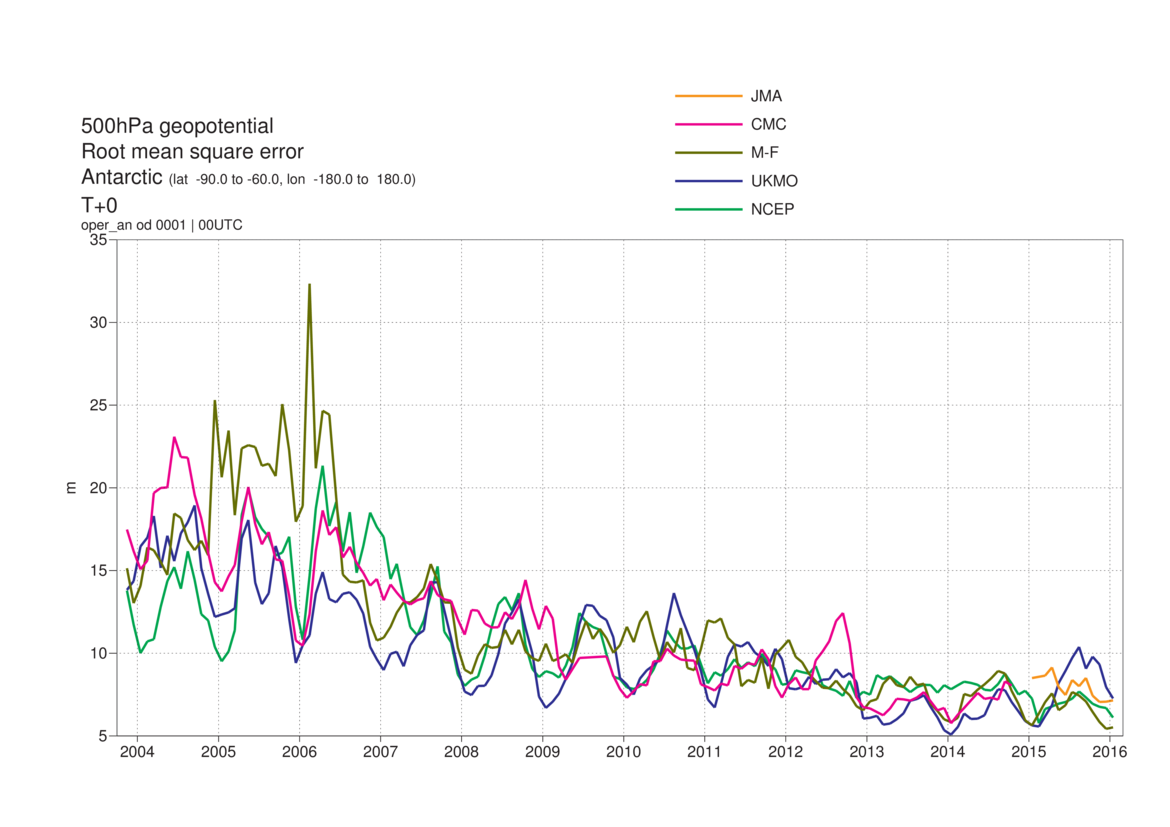 JMA
CMC
M-F
UKMO
NCEP
500hPa geopotential
Root mean square error
Antarctic (lat -90.0 to -60.0, lon -180.0 to 180.0)
T+0
oper_an od 0001 | 00UTC
35
30
25
20
15
10
5
m
2004 2005 2006 2007 2008 2009 2010 2011 2012 2013 2014 2015 2016